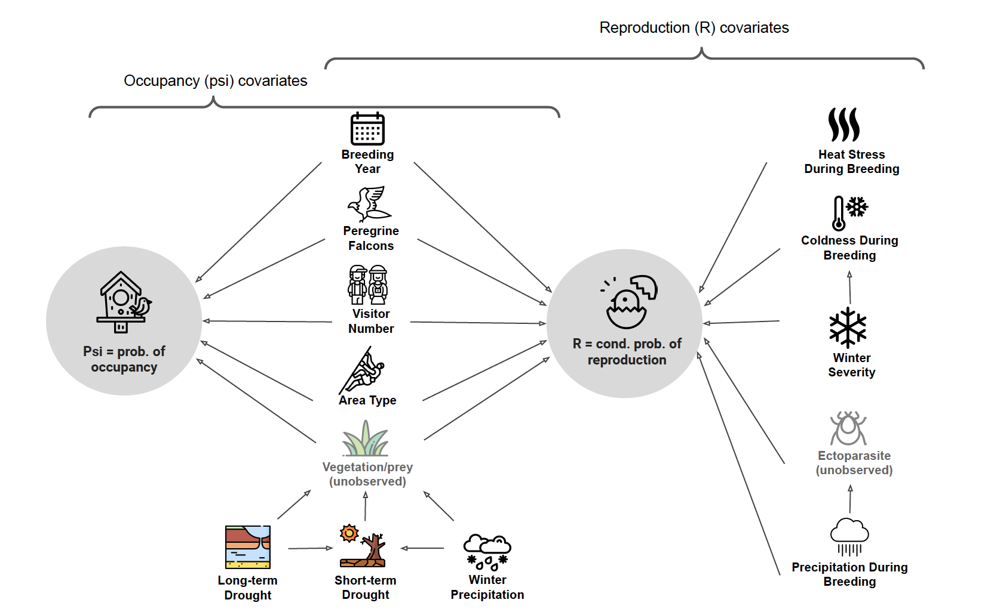 Reproduction (R) covariates
Occupancy (psi) covariates
Breeding
Year
Heat Stress
During Breeding
Peregrine
Falcons
Coldness During
Breeding
Visitor
Number
Psi = prob. of
occupancy
R = cond. prob. of
reproduction
Winter
Severity
Area Type
Vegetation/prey
(unobserved)
Ectoparasite
(unobserved)
Long-term
Drought
Short-term
Drought
Winter
Precipitation
Precipitation During
Breeding